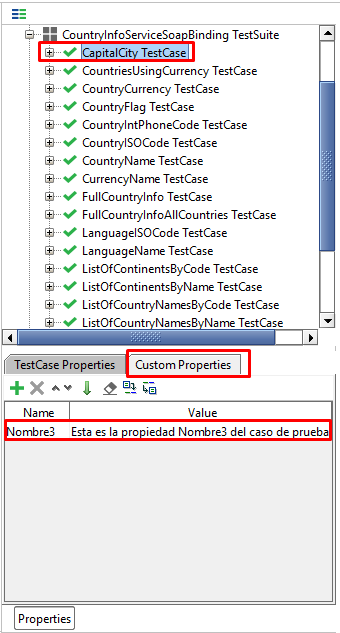 CountryInfoServiceSoapBinding TestSuite
CapitalCity TestCase
CountriesUsingCurrency TestCase
CountryCurrency TestCase
CountryFlag TestCase
CountryIntPhoneCode TestCase
CountryISOCode TestCase
CountryName TestCase
CurrencyName TestCase
FullCountryInfo TestCase
FullCountryInfoAllCountries TestCase
LanguageISOCode TestCase
LanguageName TestCase
ListOfContinentsByCode TestCase
ListOfContinentsByName TestCase
ListOfCountryNamesByCode TestCase
ListOfCountryNamesByName TestCase
TestCase Properties Custom Properties
Name Value
Nombre3 Esta es la propiedad Nombre3 del caso de prueba
Properties